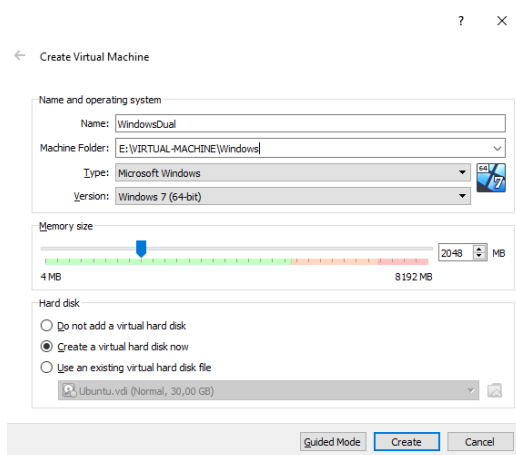 ?
Create Virtual Machine
Name and operating system
Name: WindowsDual
Machine Folder: E:\VIRTUAL-MACHINE\Windows
Type: Microsoft Windows
64
Version: Windows 7 (64-bit)
7
Memory size
2048 MB
4 MB 8192 MB
Hard disk
Do not add a virtual hard disk
Create a virtual hard disk now
Use an existing virtual hard disk file
Ubuntu.vdi (Normal, 30,00 GB)
Guided Mode Create Cancel